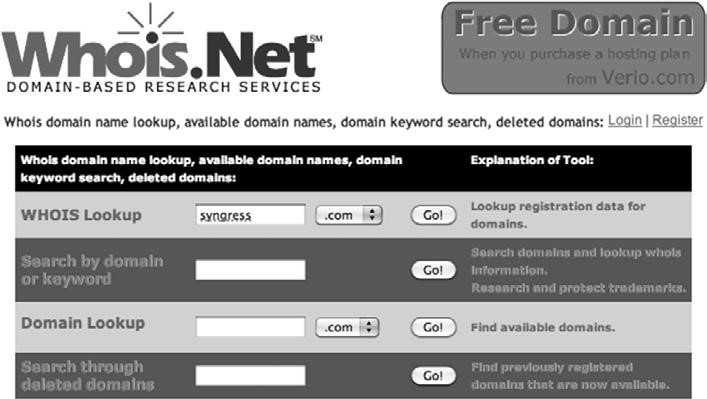 Whois.Net℠
DOMAIN-BASED RESEARCH SERVICES
Free Domain
When you purchase a hosting plan
from Verio.com
Whois domain name lookup, available domain names, domain keyword search, deleted domains: Login | Register
Whois domain name lookup, available domain names, domain
keyword search, deleted domains:
Explanation of Tool:
WHOIS Lookup
syngress
.com
Go!
Lookup registration data for
domains.
Search by domain
or keyword
Go!
Search domains and lookup whois
information.
Research and protect trademarks.
Domain Lookup
.com
Go!
Find available domains.
Search through
deleted domains
Go!
Find previously registered
domains that are now available.